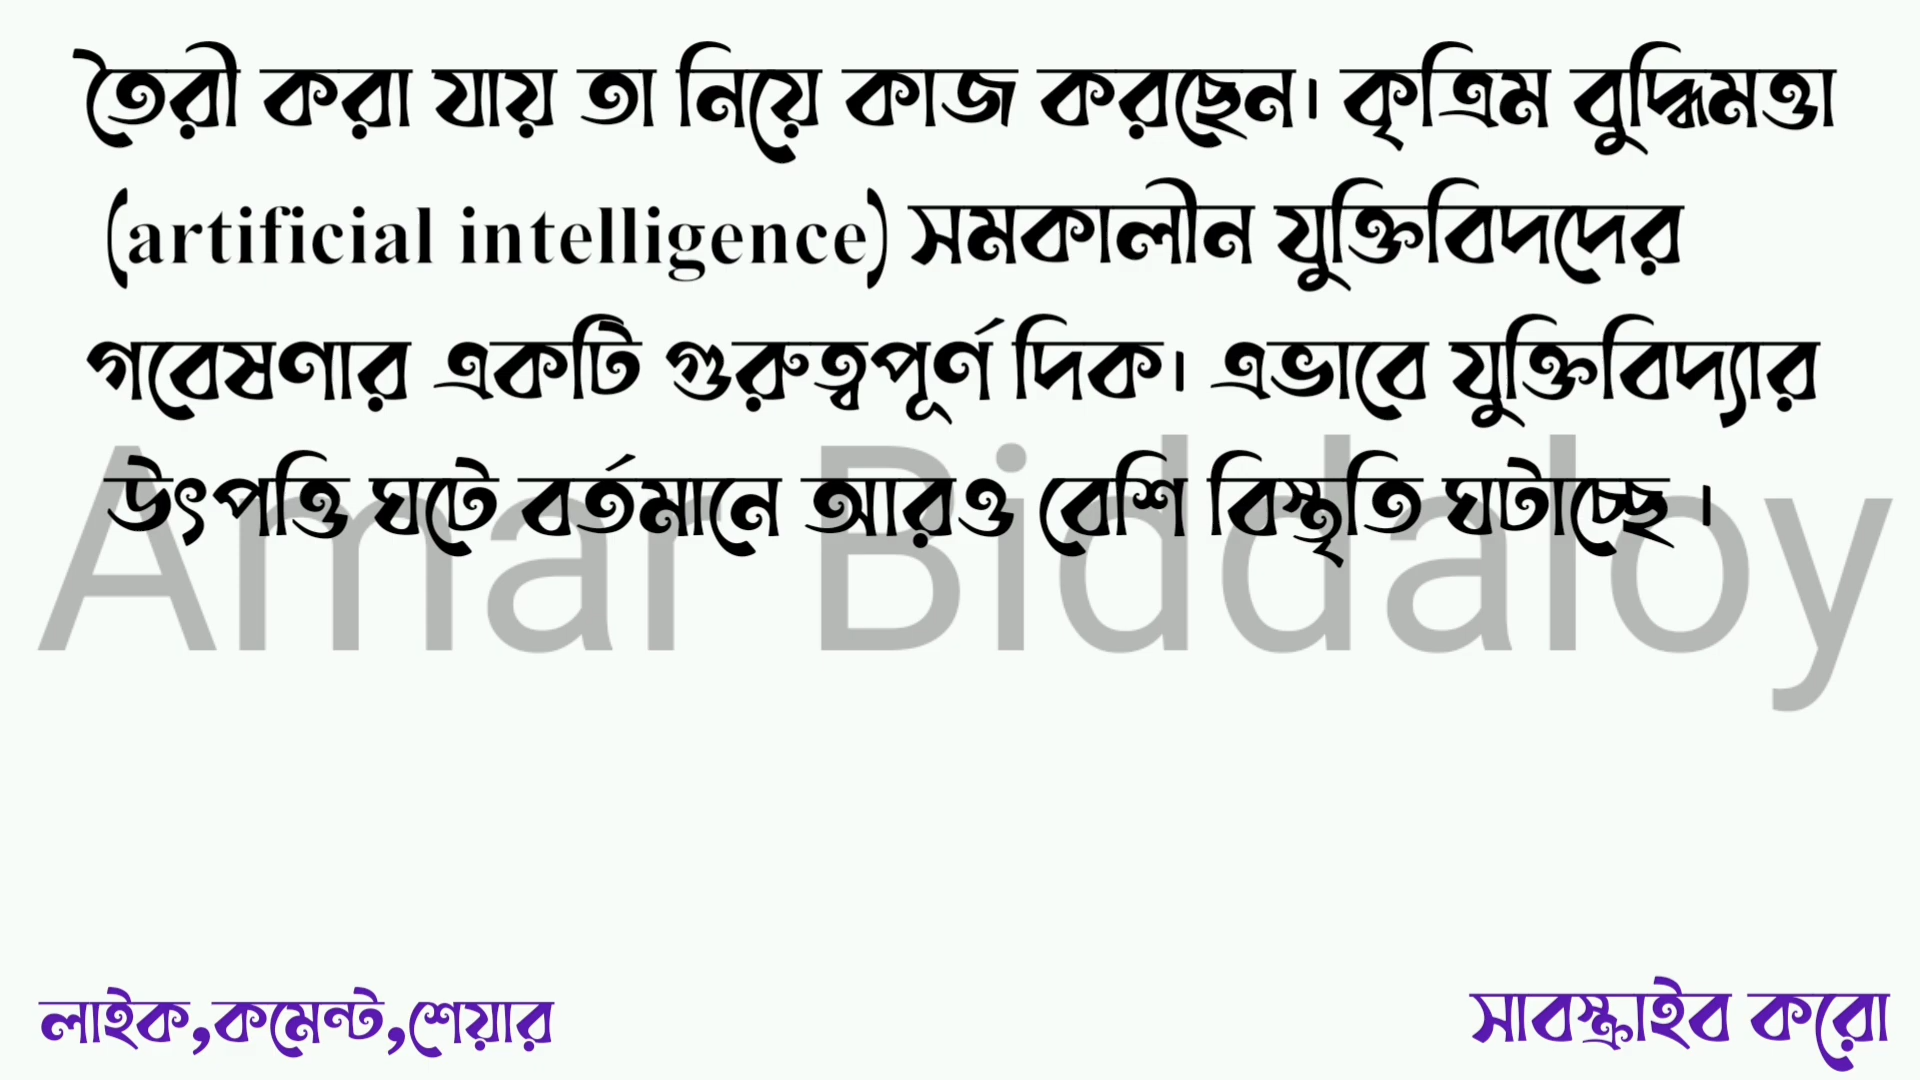 তৈরী করা যায় তা নিয়ে কাজ করছেন। কৃত্রিম বুদ্ধিমত্তা
(artificial intelligence) সমকালীন যুক্তিবিদদের
গবেষণার একটি গুরুত্বপূর্ণ দিক। এভাবে যুক্তিবিদ্যার
উৎপত্তি ঘটে বর্তমানে আরও বেশি বিস্তৃতি ঘটাচ্ছে ।
Amar Biddaloy
লাইক,কমেন্ট,শেয়ার
সাবস্ক্রাইব করো